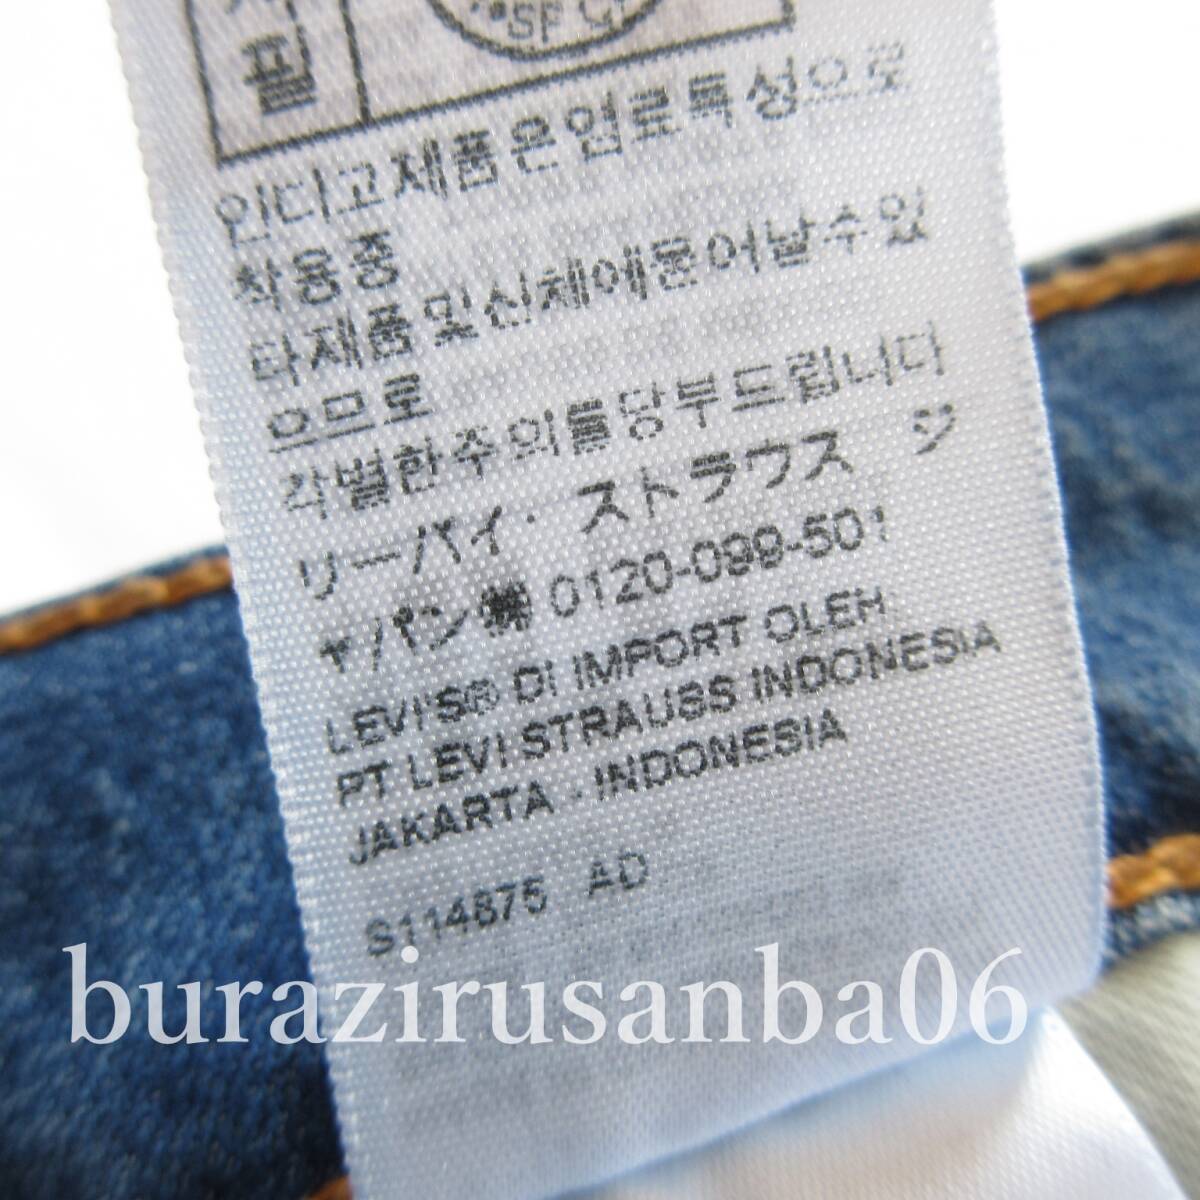 필
인디고제품은염료특성으로
착용중
타제품및신체에묻어날수있
으므로
각별한주의를당부드립니다
リーバイ・ストラウス ジ
ャパン㈱ 0120-099-501
LEVI'S® DI IMPORT OLEH
PT LEVI STRAUSS INDONESIA
JAKARTA - INDONESIA
S114875 AD
burazirusanba06